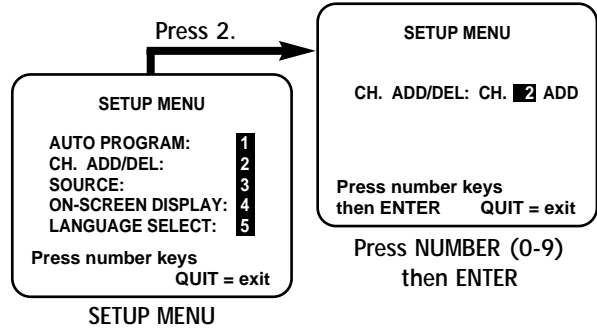 Press 2.
SETUP MENU
AUTO PROGRAM: 1
CH. ADD/DEL: 2
SOURCE: 3
ON-SCREEN DISPLAY: 4
LANGUAGE SELECT: 5
Press number keys
QUIT = exit
SETUP MENU
SETUP MENU
CH. ADD/DEL: CH. 2 ADD
Press number keys
then ENTER QUIT = exit
Press NUMBER (0-9)
then ENTER